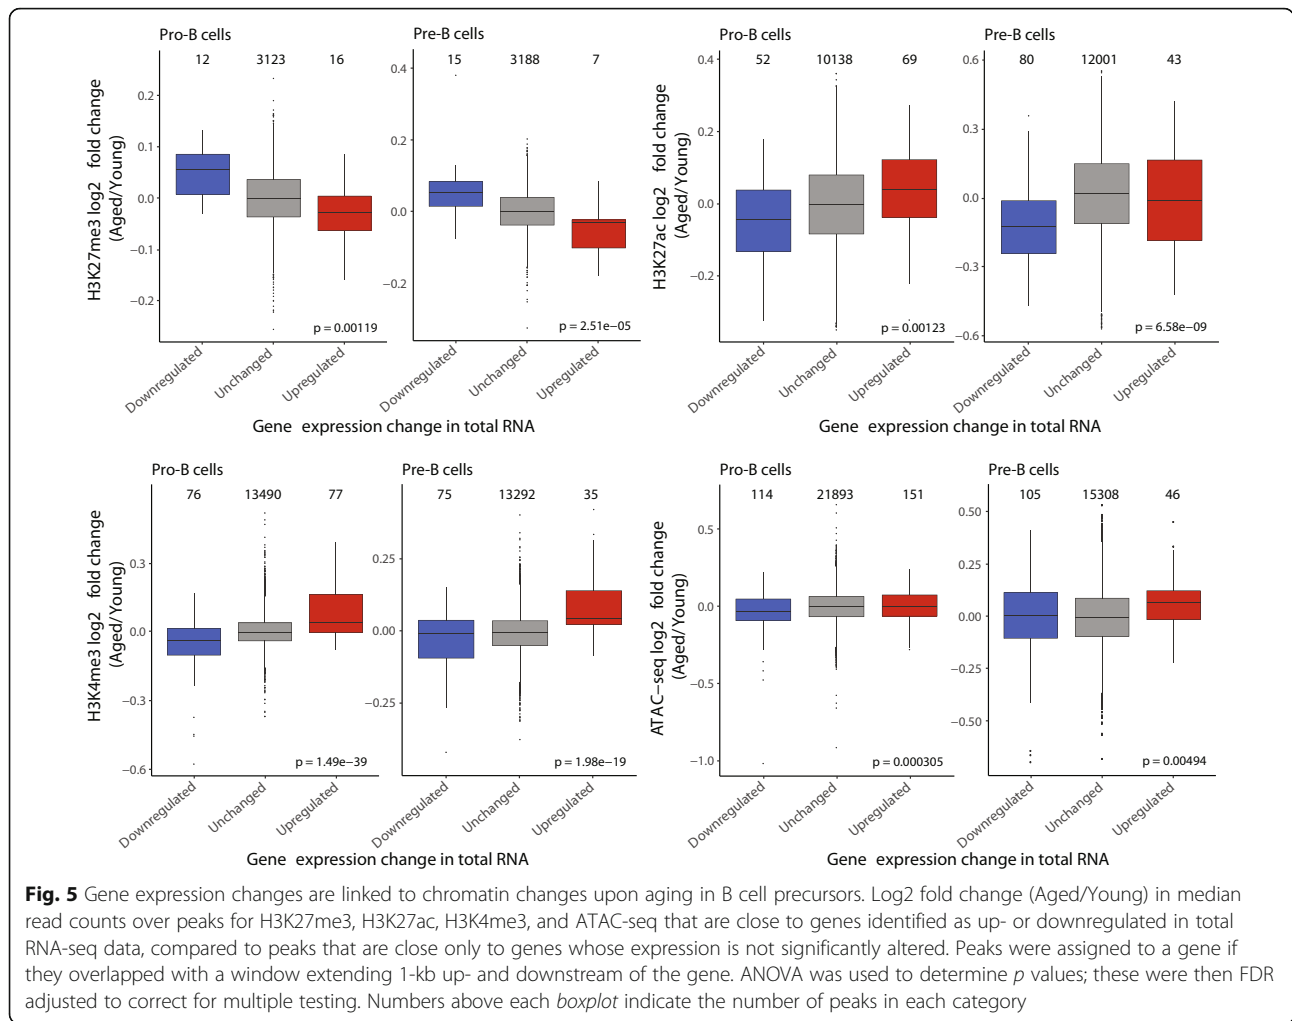 Pro-B cells
Pre-B cells
12 3123 16
15 3188 7
H3K27me3 log2 fold change
(Aged/Young)
0.2
0.1
0.0
−0.1
−0.2
0.4
0.2
0.0
−0.2
p = 0.00119
p = 2.51e−05
Downregulated
Unchanged
Upregulated
Downregulated
Unchanged
Upregulated
Gene expression change in total RNA
Pro-B cells
Pre-B cells
52 10138 69
80 12001 43
H3K27ac log2 fold change
(Aged/Young)
0.4
0.2
0.0
−0.2
0.6
0.3
0.0
−0.3
−0.6
p = 0.00123
p = 6.58e−09
Downregulated
Unchanged
Upregulated
Downregulated
Unchanged
Upregulated
Gene expression change in total RNA
Pro-B cells
Pre-B cells
76 13490 77
75 13292 35
H3K4me3 log2 fold change
(Aged/Young)
0.3
0.0
−0.3
−0.6
0.25
0.00
−0.25
p = 1.49e−39
p = 1.98e−19
Downregulated
Unchanged
Upregulated
Downregulated
Unchanged
Upregulated
Gene expression change in total RNA
Pro-B cells
Pre-B cells
114 21893 151
105 15308 46
ATAC−seq log2 fold change
(Aged/Young)
0.5
0.0
−0.5
−1.0
0.50
0.25
0.00
−0.25
−0.50
p = 0.000305
p = 0.00494
Downregulated
Unchanged
Upregulated
Downregulated
Unchanged
Upregulated
Gene expression change in total RNA
Fig. 5 Gene expression changes are linked to chromatin changes upon aging in B cell precursors. Log2 fold change (Aged/Young) in median
read counts over peaks for H3K27me3, H3K27ac, H3K4me3, and ATAC-seq that are close to genes identified as up- or downregulated in total
RNA-seq data, compared to peaks that are close only to genes whose expression is not significantly altered. Peaks were assigned to a gene if
they overlapped with a window extending 1-kb up- and downstream of the gene. ANOVA was used to determine p values; these were then FDR
adjusted to correct for multiple testing. Numbers above each boxplot indicate the number of peaks in each category